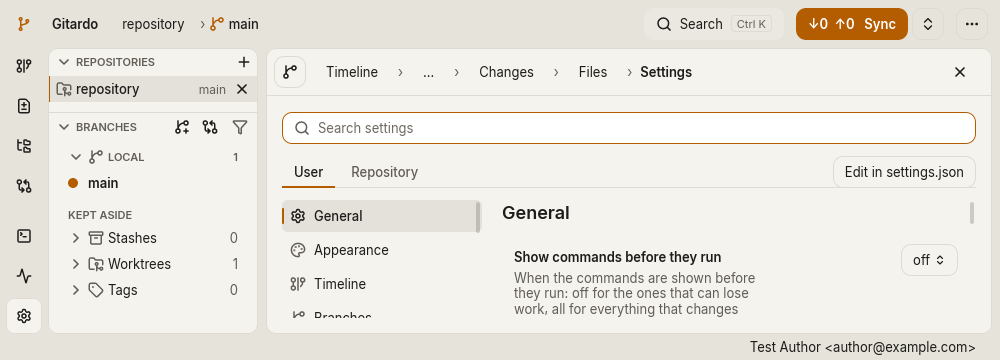 Gitardo repository › main Search Ctrl K ↓0 ↑0 Sync
REPOSITORIES
repository main
BRANCHES
LOCAL 1
main
KEPT ASIDE
Stashes 0
Worktrees 1
Tags 0
Timeline › ... › Changes › Files › Settings
Search settings
User Repository Edit in settings.json
General
Appearance
Timeline
Branches
General
Show commands before they run off
When the commands are shown before
they run: off for the ones that can lose
work, all for everything that changes
Test Author <author@example.com>